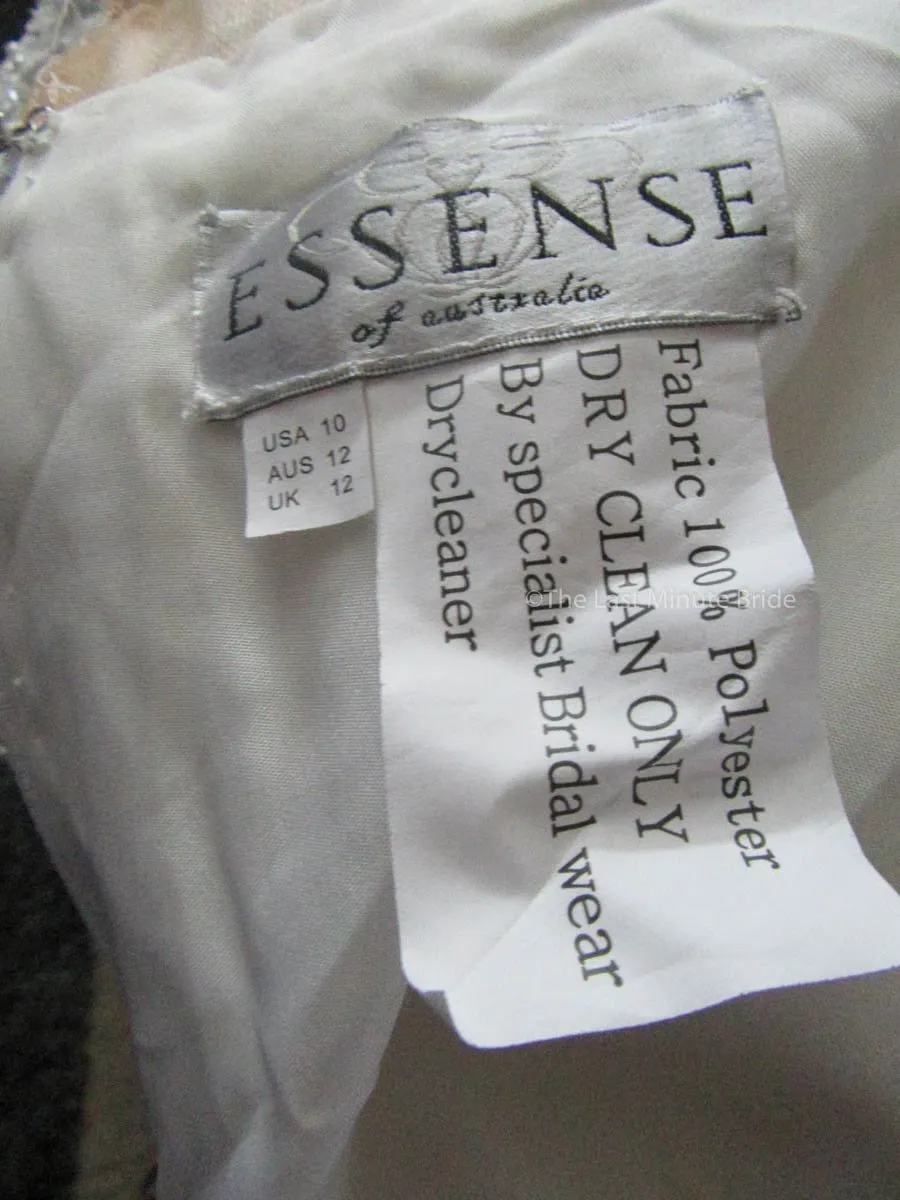 ESSENSE
of australia
USA 10
AUS 12
UK 12
Fabric 100% Polyester
DRY CLEAN ONLY
By specialist Bridal wear
Drycleaner
©The Last Minute Bride